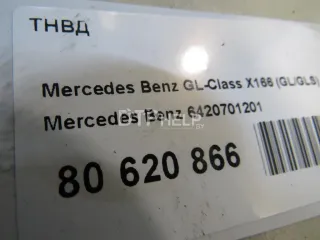 ТНВД
Mercedes Benz GL-Class X166 (GL/GLS)
Mercedes Benz 6420701201
80 620 866